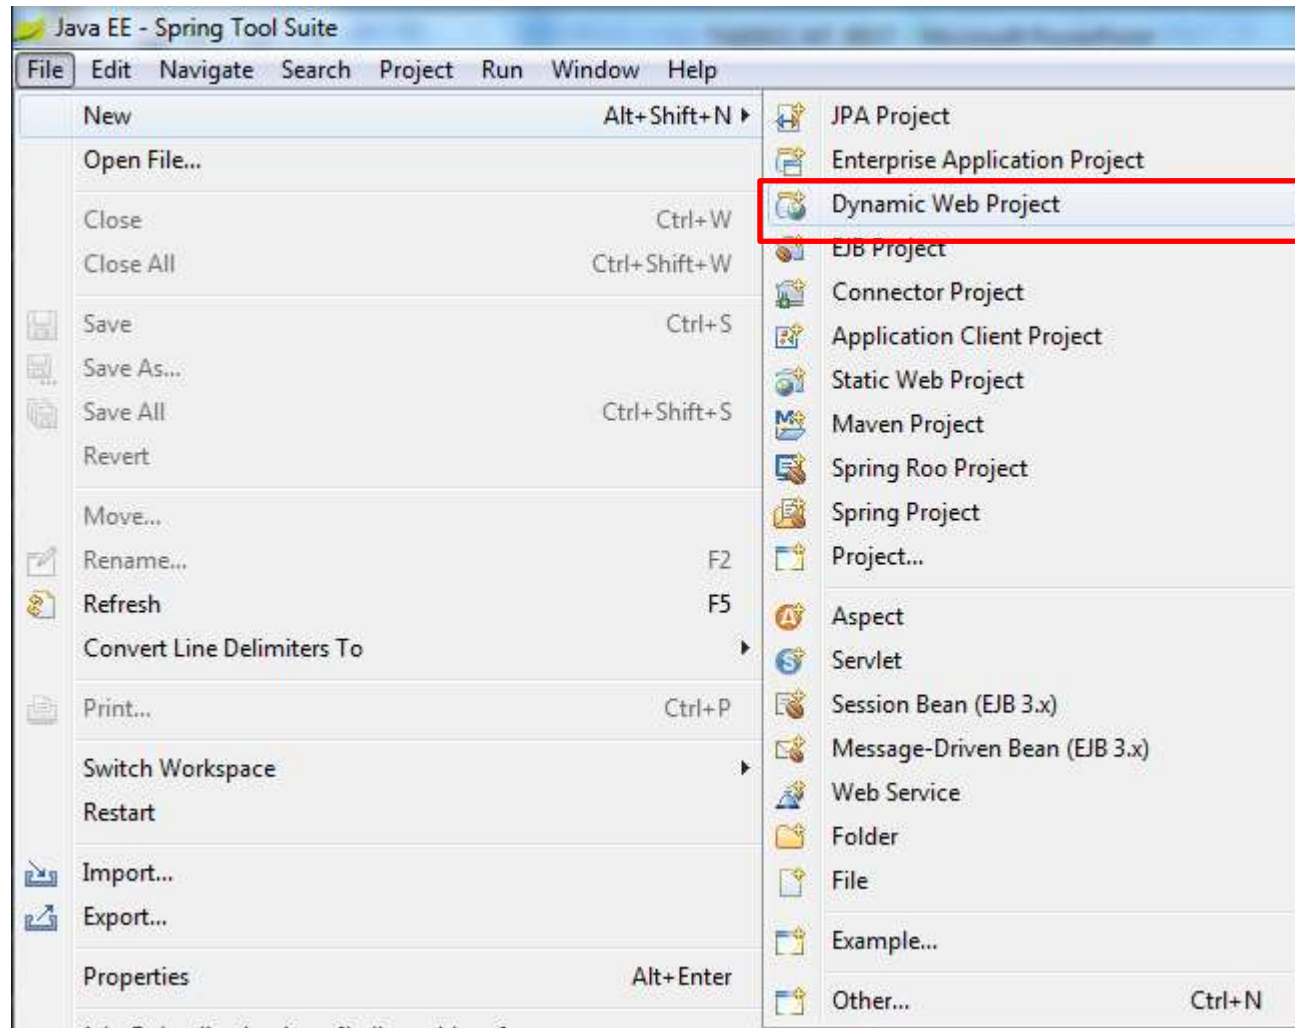 Java EE - Spring Tool Suite
File Edit Navigate Search Project Run Window Help
New Alt+Shift+N
Open File...
Close Ctrl+W
Close All Ctrl+Shift+W
Save Ctrl+S
Save As...
Save All Ctrl+Shift+S
Revert
Move...
Rename... F2
Refresh F5
Convert Line Delimiters To
Print... Ctrl+P
Switch Workspace
Restart
Import...
Export...
Properties Alt+Enter
JPA Project
Enterprise Application Project
Dynamic Web Project
EJB Project
Connector Project
Application Client Project
Static Web Project
Maven Project
Spring Roo Project
Spring Project
Project...
Aspect
Servlet
Session Bean (EJB 3.x)
Message-Driven Bean (EJB 3.x)
Web Service
Folder
File
Example...
Other... Ctrl+N